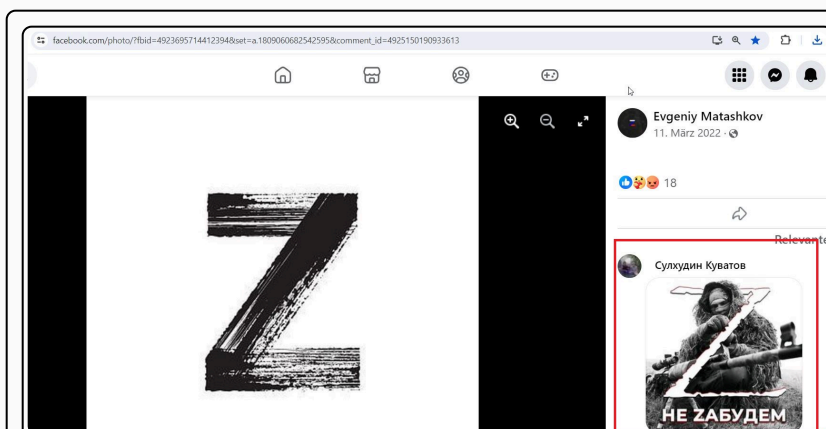 facebook.com/photo/?fbid=4923695714412394&set=a.1809060682542595&comment_id=4925150190933613
Evgeniy Matashkov
11. März 2022
18
Relevante
Z
Сулхудин Куватов
Z
НЕ ZАБУДЕМ